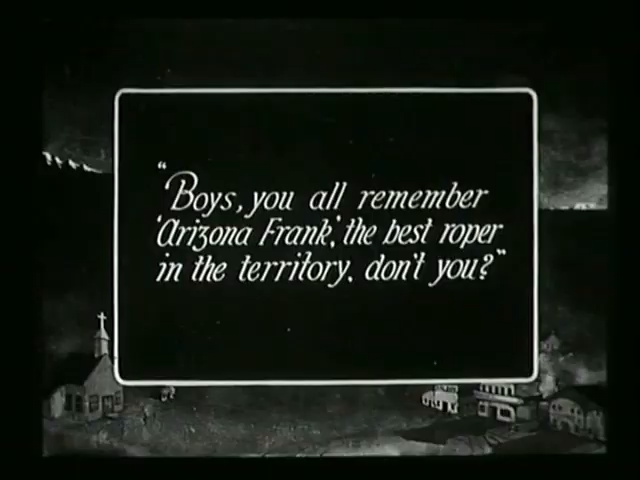 "Boys, you all remember
'Arizona Frank', the best roper
in the territory, don't you?"